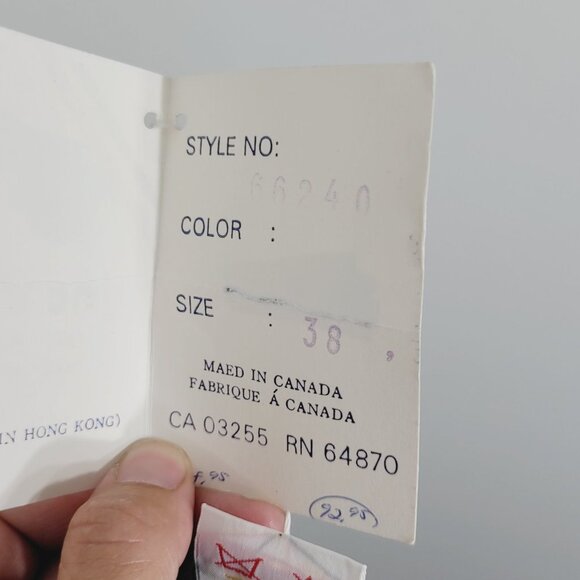 STYLE NO:
66240
COLOR :
SIZE : 38 ,
MAED IN CANADA
FABRIQUE Á CANADA
CA 03255 RN 64870
IN HONG KONG)
92.95